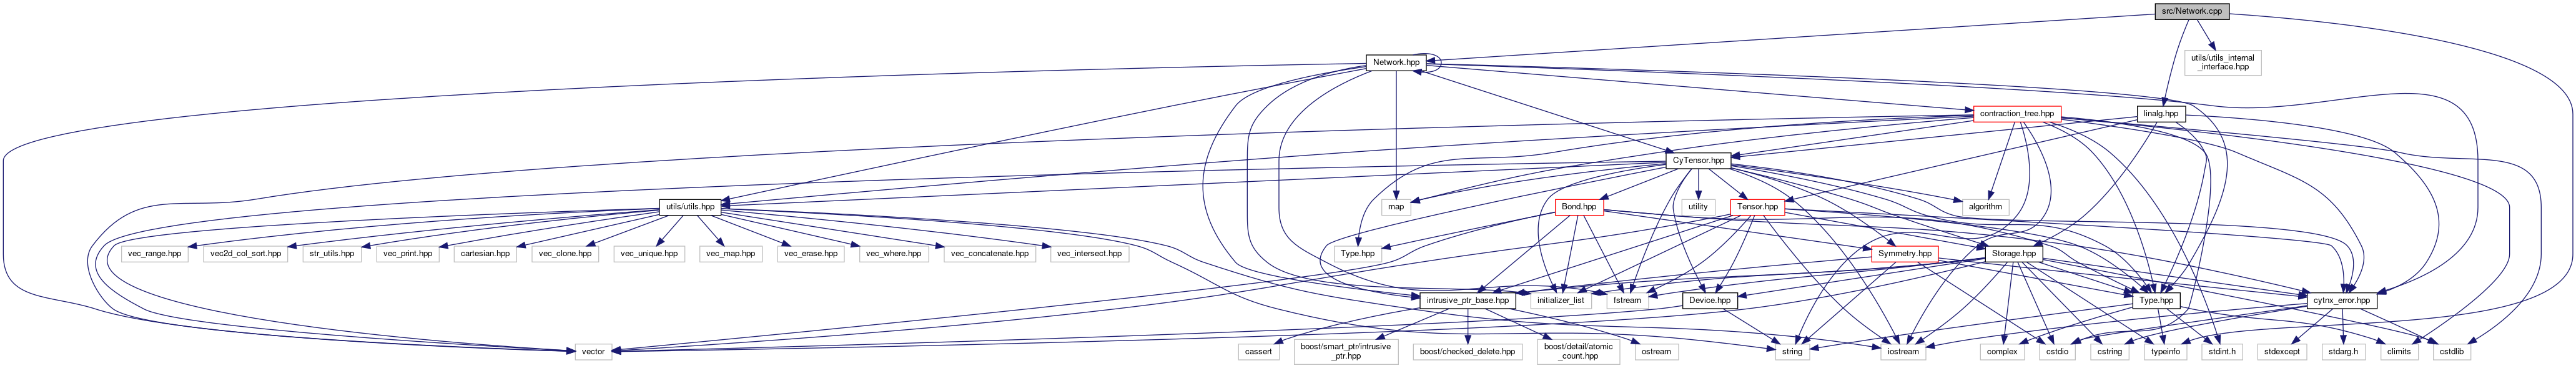 src/Network.cpp
Network.hpp
utils/utils_internal
_interface.hpp
contraction_tree.hpp
linalg.hpp
CyTensor.hpp
utils/utils.hpp
map
Bond.hpp
utility
Tensor.hpp
algorithm
vec_range.hpp
vec2d_col_sort.hpp
str_utils.hpp
vec_print.hpp
cartesian.hpp
vec_clone.hpp
vec_unique.hpp
vec_map.hpp
vec_erase.hpp
vec_where.hpp
vec_concatenate.hpp
vec_intersect.hpp
Type.hpp
Symmetry.hpp
Storage.hpp
intrusive_ptr_base.hpp
initializer_list
fstream
Device.hpp
Type.hpp
cytnx_error.hpp
vector
cassert
boost/smart_ptr/intrusive
_ptr.hpp
boost/checked_delete.hpp
boost/detail/atomic
_count.hpp
ostream
string
iostream
complex
cstdio
cstring
typeinfo
stdint.h
stdexcept
stdarg.h
climits
cstdlib